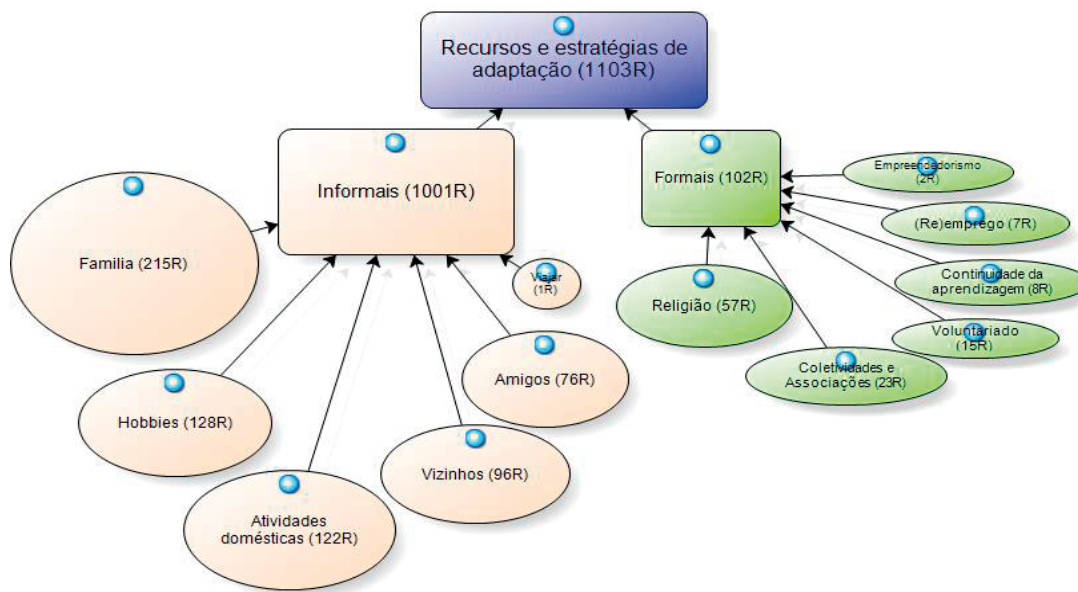 Recursos e estratégias de
adaptação (1103R)
Informais (1001R)
Formais (102R)
Empreendedorismo
(2R)
(Re)emprego (7R)
Continuidade da
aprendizagem (8R)
Voluntariado
(15R)
Coletividades e
Associações (23R)
Religião (57R)
Familia (215R)
Viajar
(1R)
Amigos (76R)
Hobbies (128R)
Vizinhos (96R)
Atividades
domésticas (122R)